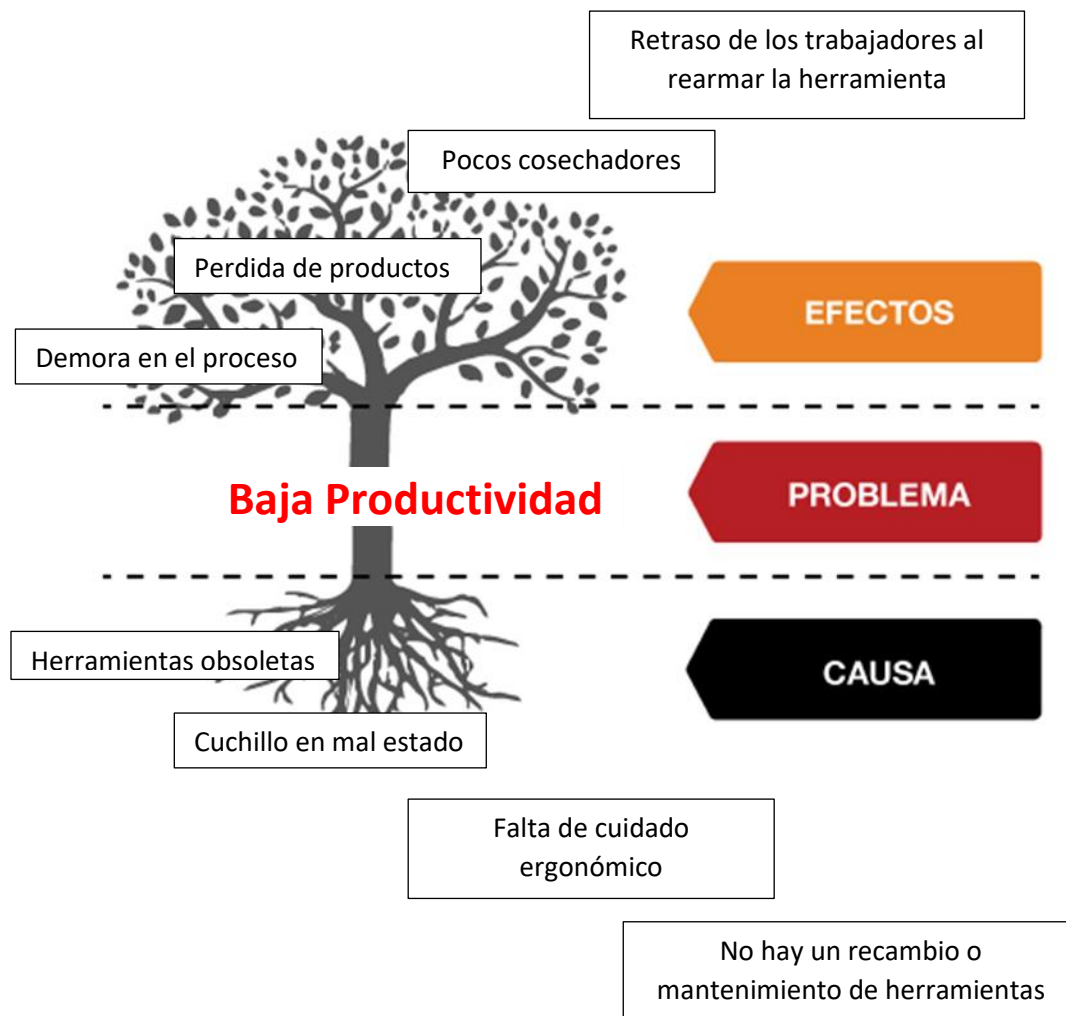 Retraso de los trabajadores al
rearmar la herramienta
Pocos cosechadores
Perdida de productos
EFECTOS
Demora en el proceso
Baja Productividad
PROBLEMA
Herramientas obsoletas
CAUSA
Cuchillo en mal estado
Falta de cuidado
ergonómico
No hay un recambio o
mantenimiento de herramientas